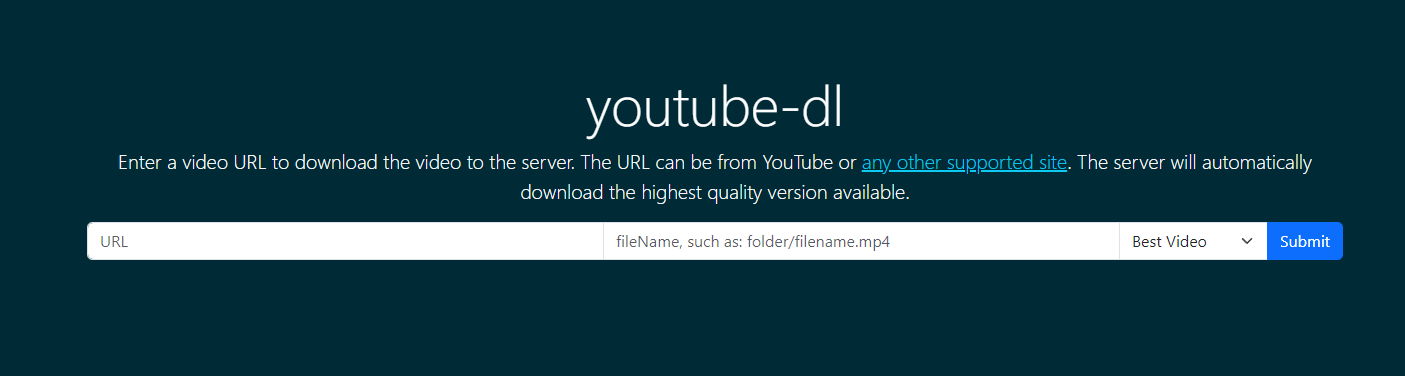 youtube-dl
Enter a video URL to download the video to the server. The URL can be from YouTube or any other supported site. The server will automatically
download the highest quality version available.
URL fileName, such as: folder/filename.mp4 Best Video Submit